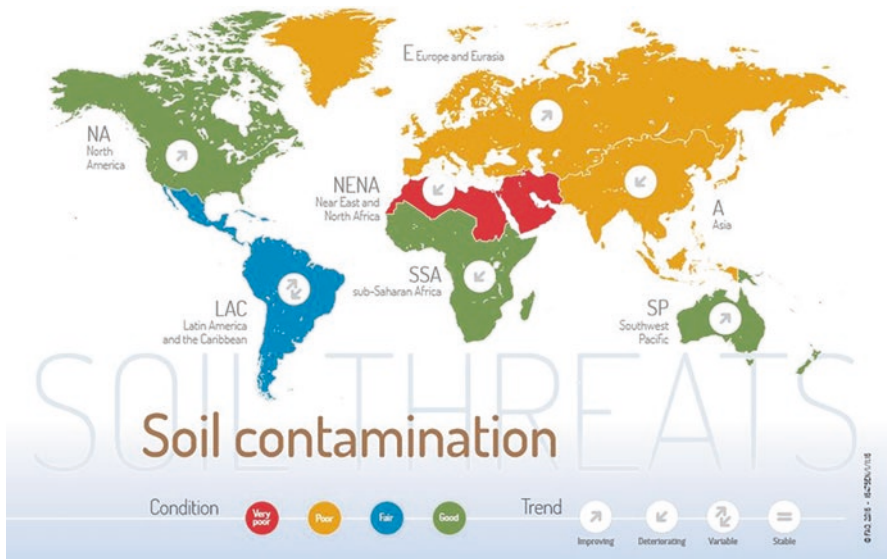 E Europe and Eurasia
NA
North
America
NENA
Near East and
North Africa
A
Asia
SSA
sub-Saharan Africa
LAC
Latin America
and the Caribbean
SP
Southwest
Pacific
SOIL THREATS
Soil contamination
Condition
Very
poor
Poor
Fair
Good
Trend
Improving
Deteriorating
Variable
Stable
© FAO, 2015